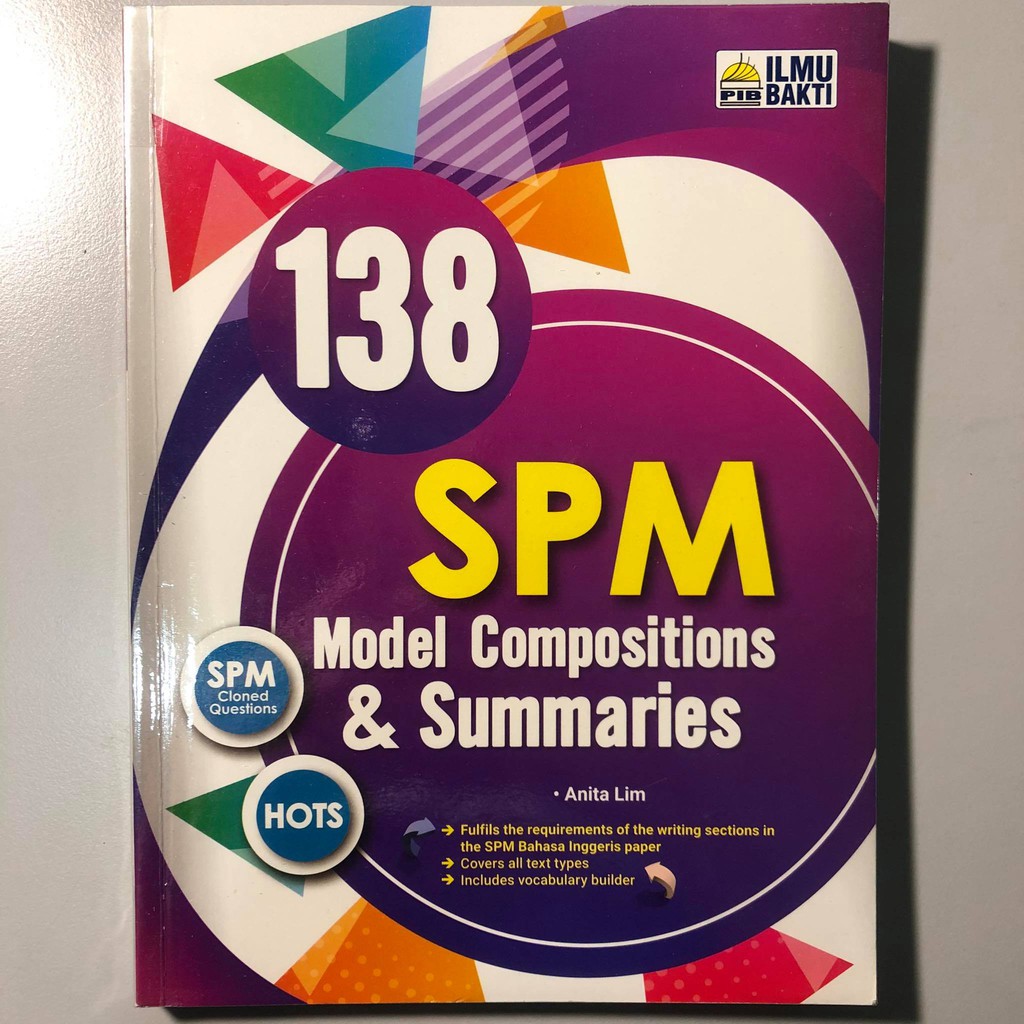 PIB
ILMU
BAKTI
138
SPM
Model Compositions
& Summaries
SPM
Cloned
Questions
HOTS
• Anita Lim
→ Fulfils the requirements of the writing sections in
the SPM Bahasa Inggeris paper
→ Covers all text types
→ Includes vocabulary builder